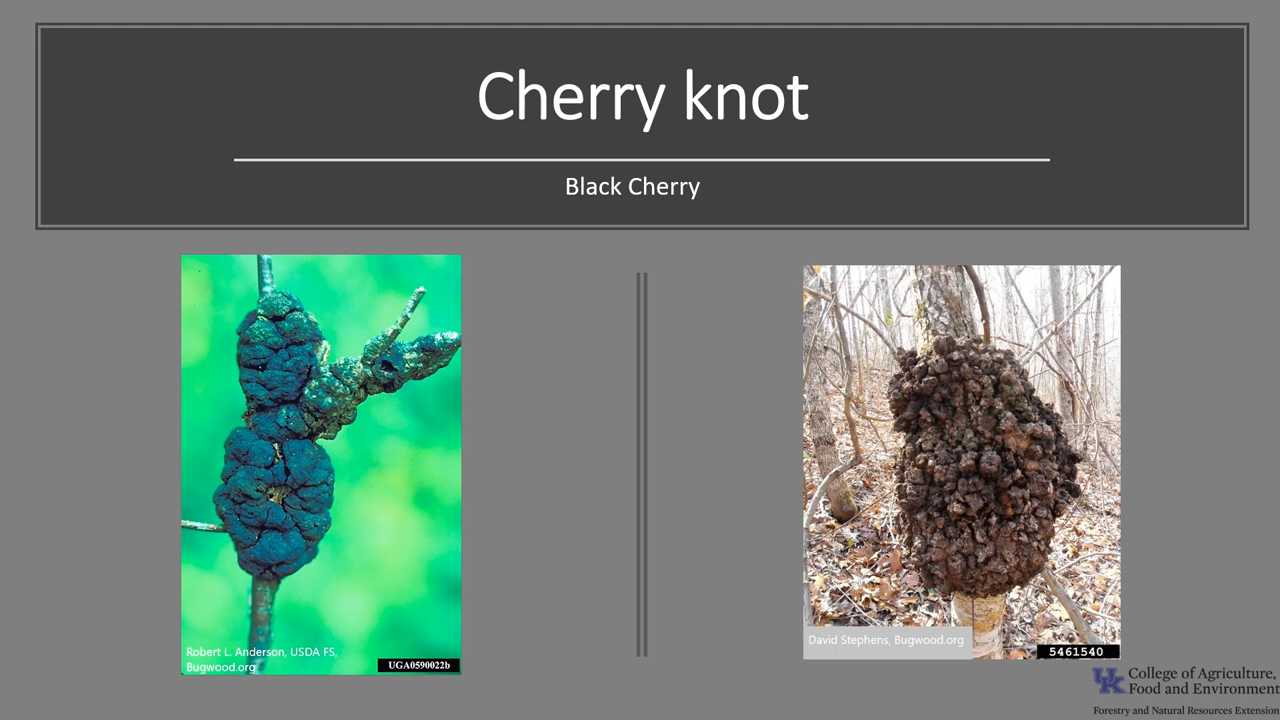 Cherry knot
Black Cherry
Robert L. Anderson, USDA FS,
Bugwood.org
UGA0590022b
David Stephens, Bugwood.org
5461540
UK
College of Agriculture,
Food and Environment
Forestry and Natural Resources Extension